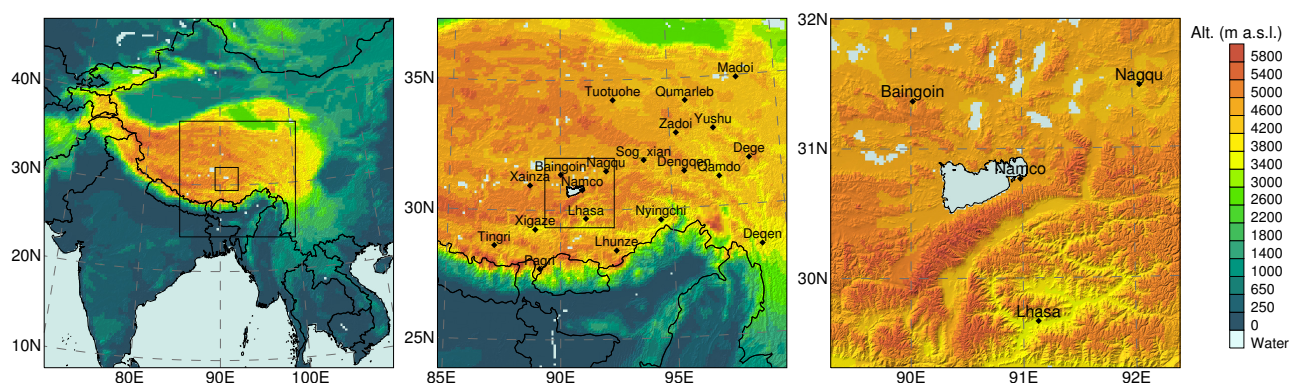 40N
30N
20N
10N
80E
90E
100E
35N
30N
25N
85E
90E
95E
Madoi
Tuotuohe
Qumarleb
Zadoi
Yushu
Sog xian
Dege
Baingoin
Nagqu
Dengqen
Qamdo
Xainza
Namco
Lhasa
Nyingchi
Xigaze
Tingri
Lhunze
Deqen
Pagri
32N
31N
30N
90E
91E
92E
Nagqu
Baingoin
Namco
Lhasa
Alt. (m a.s.l.)
5800
5400
5000
4600
4200
3800
3400
3000
2600
2200
1800
1400
1000
650
250
0
Water